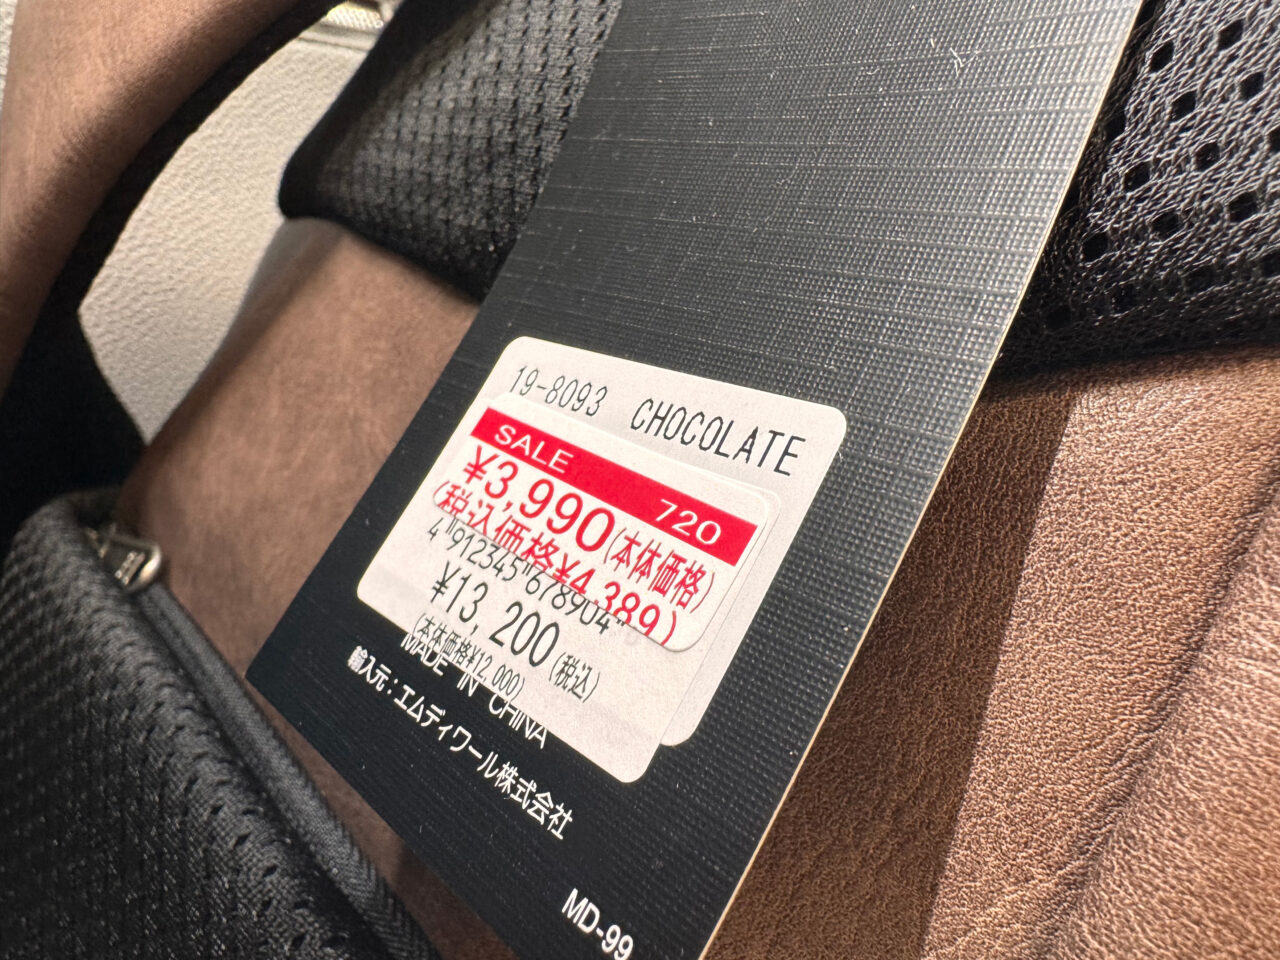 19-8093 CHOCOLATE
SALE 720
¥3,990(本体価格)
(税込価格¥4,389)
4"912345"678904"
¥13,200(税込)
(本体価格¥12,000)
MADE IN CHINA
輸入元:エムディワール株式会社
MD-99